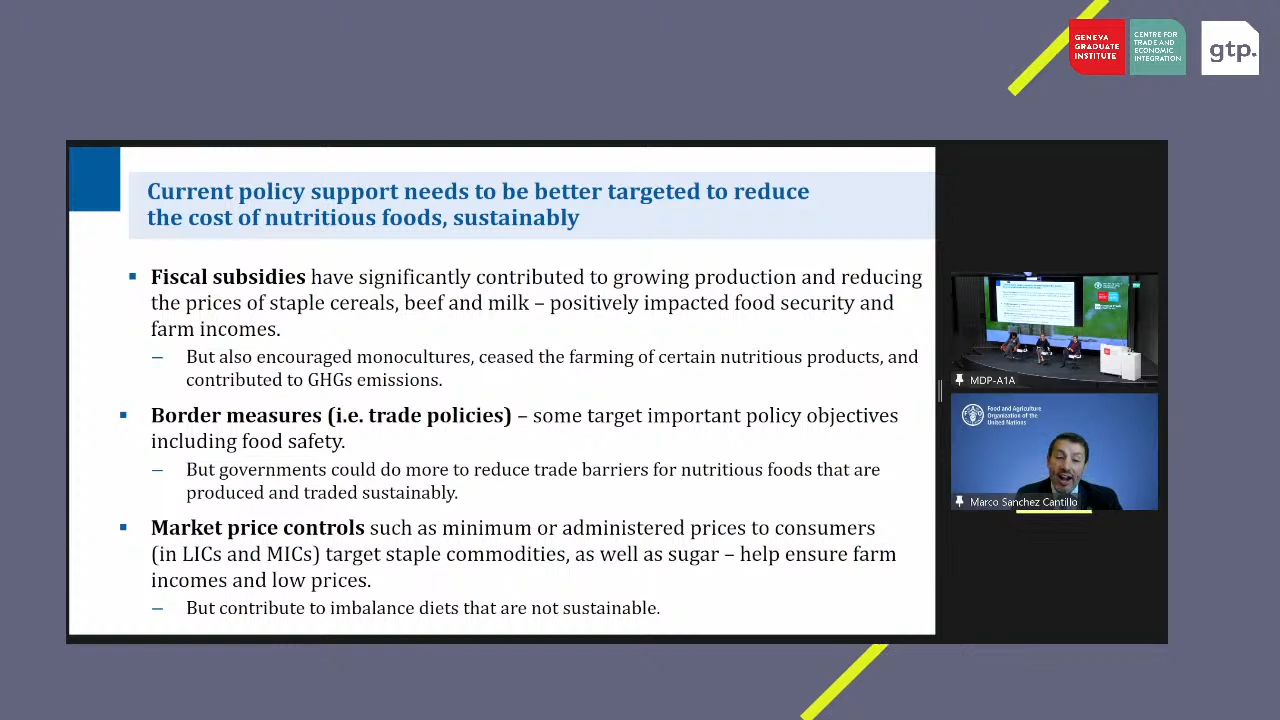 GENEVA
GRADUATE
INSTITUTE
CENTRE FOR
TRADE AND
ECONOMIC
INTEGRATION
gtp.
Current policy support needs to be better targeted to reduce
the cost of nutritious foods, sustainably
▪ Fiscal subsidies have significantly contributed to growing production and reducing
the prices of staple cereals, beef and milk – positively impacted food security and
farm incomes.
– But also encouraged monocultures, ceased the farming of certain nutritious products, and
contributed to GHGs emissions.
▪ Border measures (i.e. trade policies) – some target important policy objectives
including food safety.
– But governments could do more to reduce trade barriers for nutritious foods that are
produced and traded sustainably.
▪ Market price controls such as minimum or administered prices to consumers
(in LICs and MICs) target staple commodities, as well as sugar – help ensure farm
incomes and low prices.
– But contribute to imbalance diets that are not sustainable.
MDP-A1A
Food and Agriculture
Organization of the
United Nations
Marco Sanchez Cantillo